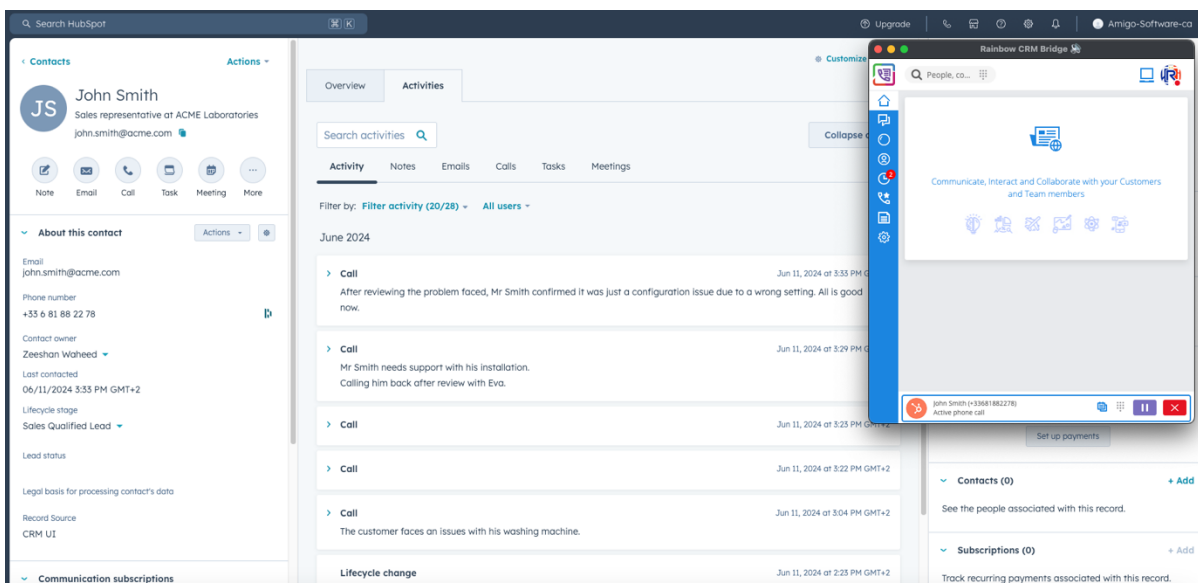 Search HubSpot
⌘ K
Upgrade
Amigo-Software-ca
Contacts
Actions
JS
John Smith
Sales representative at ACME Laboratories
john.smith@acme.com
Note Email Call Task Meeting More
About this contact
Actions
Email
john.smith@acme.com
Phone number
+33 6 81 88 22 78
Contact owner
Zeeshan Waheed
Last contacted
06/11/2024 3:33 PM GMT+2
Lifecycle stage
Sales Qualified Lead
Lead status
Legal basis for processing contact's data
Record Source
CRM UI
Communication subscriptions
Customize
Overview Activities
Search activities
Collapse
Activity Notes Emails Calls Tasks Meetings
Filter by: Filter activity (20/28) All users
June 2024
Call
Jun 11, 2024 at 3:33 PM G
After reviewing the problem faced, Mr Smith confirmed it was just a configuration issue due to a wrong setting. All is good
now.
Call
Jun 11, 2024 at 3:29 PM G
Mr Smith needs support with his installation.
Calling him back after review with Eva.
Call
Jun 11, 2024 at 3:23 PM GMT+2
Call
Jun 11, 2024 at 3:22 PM GMT+2
Call
Jun 11, 2024 at 3:04 PM GMT+2
The customer faces an issues with his washing machine.
Lifecycle change
Jun 11, 2024 at 2:23 PM GMT+2
Rainbow CRM Bridge
People, co...
2
Communicate, Interact and Collaborate with your Customers
and Team members
John Smith (+33681882278)
Active phone call
Set up payments
Contacts (0)
+ Add
See the people associated with this record.
Subscriptions (0)
+ Add
Track recurring payments associated with this record.